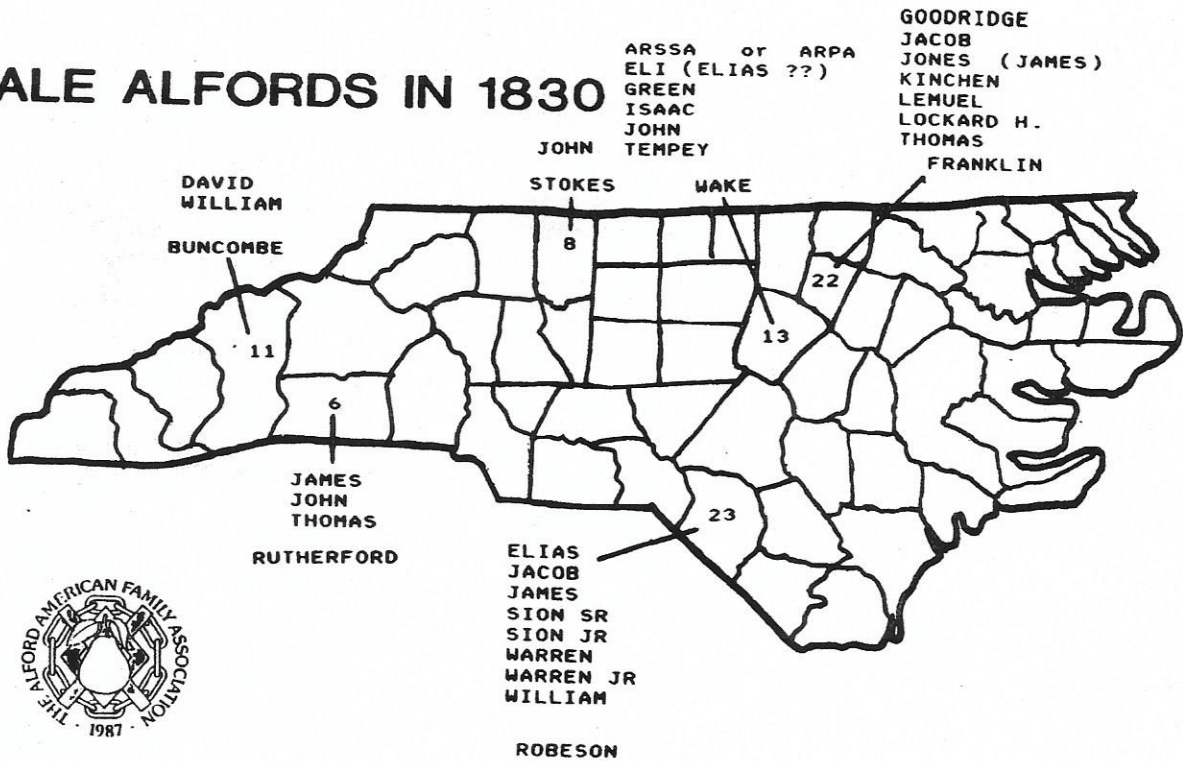 ALE ALFORDS IN 1830
ARSSA or ARPA
ELI (ELIAS ??)
GREEN
ISAAC
JOHN
TEMPEY
GOODRIDGE
JACOB
JONES (JAMES)
KINCHEN
LEMUEL
LOCKARD H.
THOMAS
FRANKLIN
JOHN
STOKES
WAKE
DAVID
WILLIAM
BUNCOMBE
8
22
13
11
6
23
JAMES
JOHN
THOMAS
RUTHERFORD
ELIAS
JACOB
JAMES
SION SR
SION JR
WARREN
WARREN JR
WILLIAM
ROBESON
THE ALFORD AMERICAN FAMILY ASSOCIATION
· 1987 ·